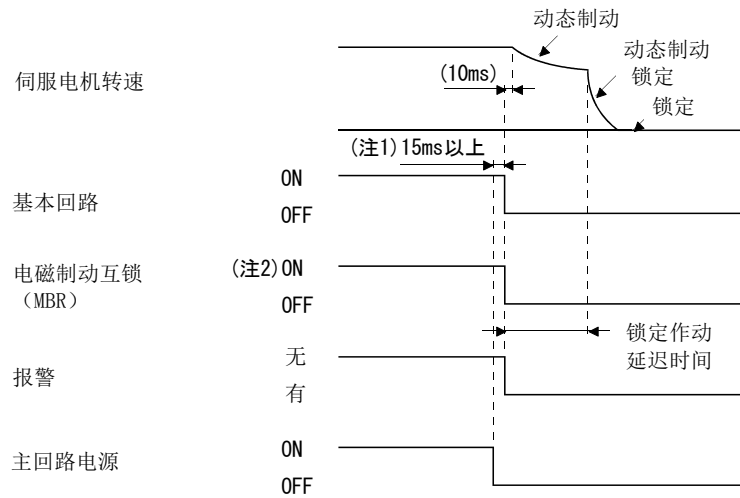 动态制动
动态制动
锁定
锁定
伺服电机转速
(10ms)
(注1)15ms以上
基本回路
ON
OFF
电磁制动互锁
（MBR）
(注2)ON
OFF
锁定作动
延迟时间
报警
无
有
主回路电源
ON
OFF